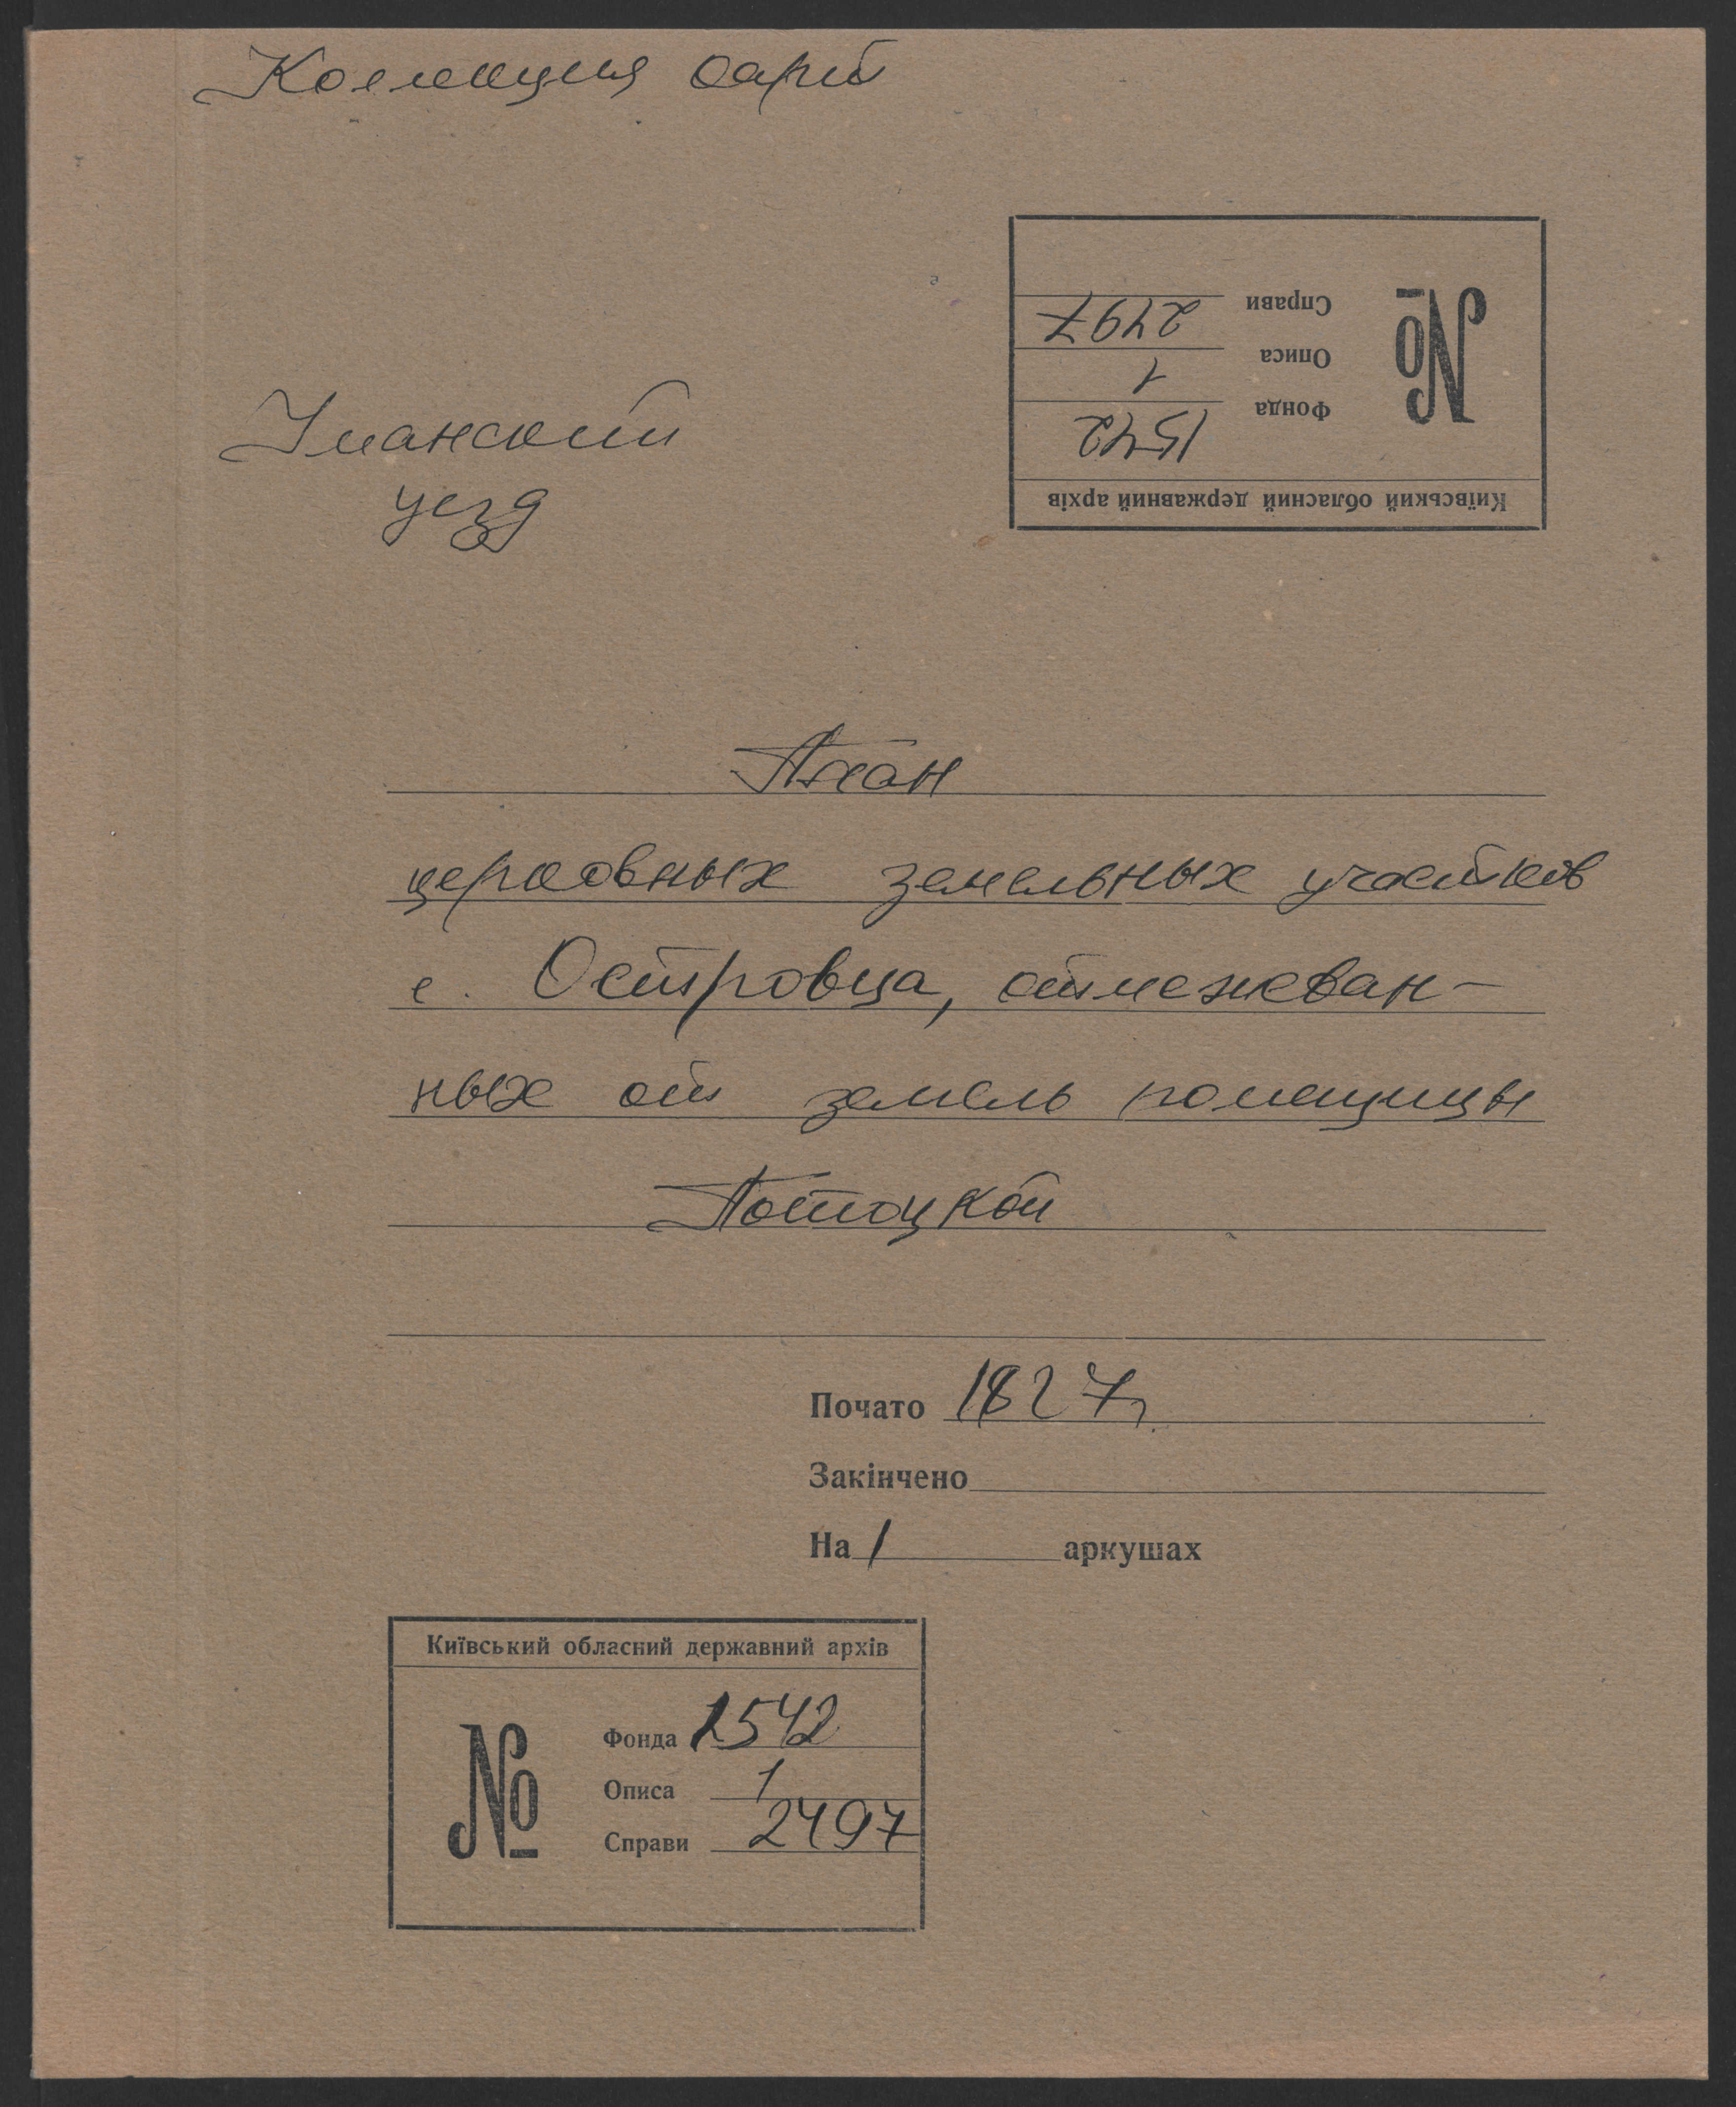 Коллекция карт
Киïвський обласний державний архів
Фонда 1542
Описа 1
Справи 2497
№
Уманский
уезд
План
церковных земельных участков
с. Островца, отмежеван-
ных от земель помещицы
Потоцкой
Почато 1827г.
Закінчено
На 1 аркушах
Київський обласний державний архів
№
Фонда 1542
Описа 1
Справи 2497